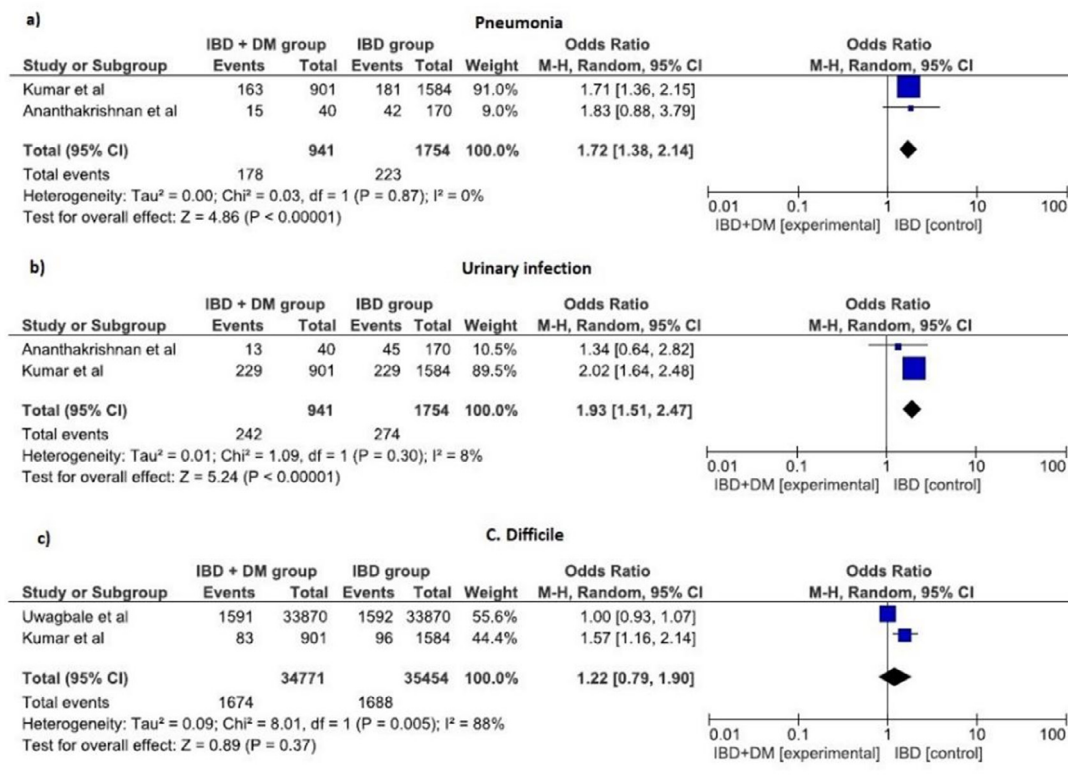 a)
Pneumonia
IBD + DM group IBD group Odds Ratio Odds Ratio
Study or Subgroup Events Total Events Total Weight M-H, Random, 95% CI M-H, Random, 95% CI
Kumar et al 163 901 181 1584 91.0% 1.71 [1.36, 2.15]
Ananthakrishnan et al 15 40 42 170 9.0% 1.83 [0.88, 3.79]
Total (95% CI) 941 1754 100.0% 1.72 [1.38, 2.14]
Total events 178 223
Heterogeneity: Tau² = 0.00; Chi² = 0.03, df = 1 (P = 0.87); I² = 0%
Test for overall effect: Z = 4.86 (P < 0.00001)
0.01 0.1 1 10 100
IBD+DM [experimental] IBD [control]
b)
Urinary infection
IBD + DM group IBD group Odds Ratio Odds Ratio
Study or Subgroup Events Total Events Total Weight M-H, Random, 95% CI M-H, Random, 95% CI
Ananthakrishnan et al 13 40 45 170 10.5% 1.34 [0.64, 2.82]
Kumar et al 229 901 229 1584 89.5% 2.02 [1.64, 2.48]
Total (95% CI) 941 1754 100.0% 1.93 [1.51, 2.47]
Total events 242 274
Heterogeneity: Tau² = 0.01; Chi² = 1.09, df = 1 (P = 0.30); I² = 8%
Test for overall effect: Z = 5.24 (P < 0.00001)
0.01 0.1 1 10 100
IBD+DM [experimental] IBD [control]
c)
C. Difficile
IBD + DM group IBD group Odds Ratio Odds Ratio
Study or Subgroup Events Total Events Total Weight M-H, Random, 95% CI M-H, Random, 95% CI
Uwagbale et al 1591 33870 1592 33870 55.6% 1.00 [0.93, 1.07]
Kumar et al 83 901 96 1584 44.4% 1.57 [1.16, 2.14]
Total (95% CI) 34771 35454 100.0% 1.22 [0.79, 1.90]
Total events 1674 1688
Heterogeneity: Tau² = 0.09; Chi² = 8.01, df = 1 (P = 0.005); I² = 88%
Test for overall effect: Z = 0.89 (P = 0.37)
0.01 0.1 1 10 100
IBD+DM [experimental] IBD [control]